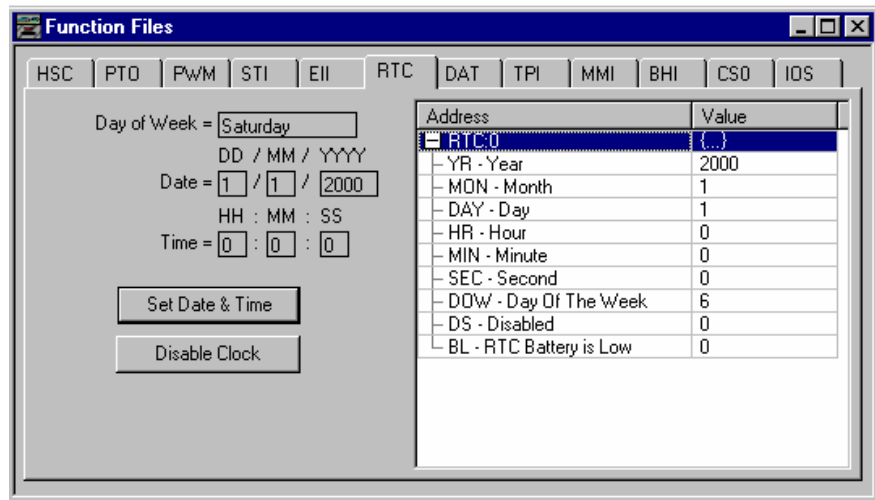 Function Files
HSC PTO PWM STI EII RTC DAT TPI MMI BHI CS0 IOS
Day of Week = Saturday
DD / MM / YYYY
Date = 1 / 1 / 2000
HH : MM : SS
Time = 0 : 0 : 0
Set Date & Time
Disable Clock
Address Value
RTC:0 {...}
YR - Year 2000
MON - Month 1
DAY - Day 1
HR - Hour 0
MIN - Minute 0
SEC - Second 0
DOW - Day Of The Week 6
DS - Disabled 0
BL - RTC Battery is Low 0